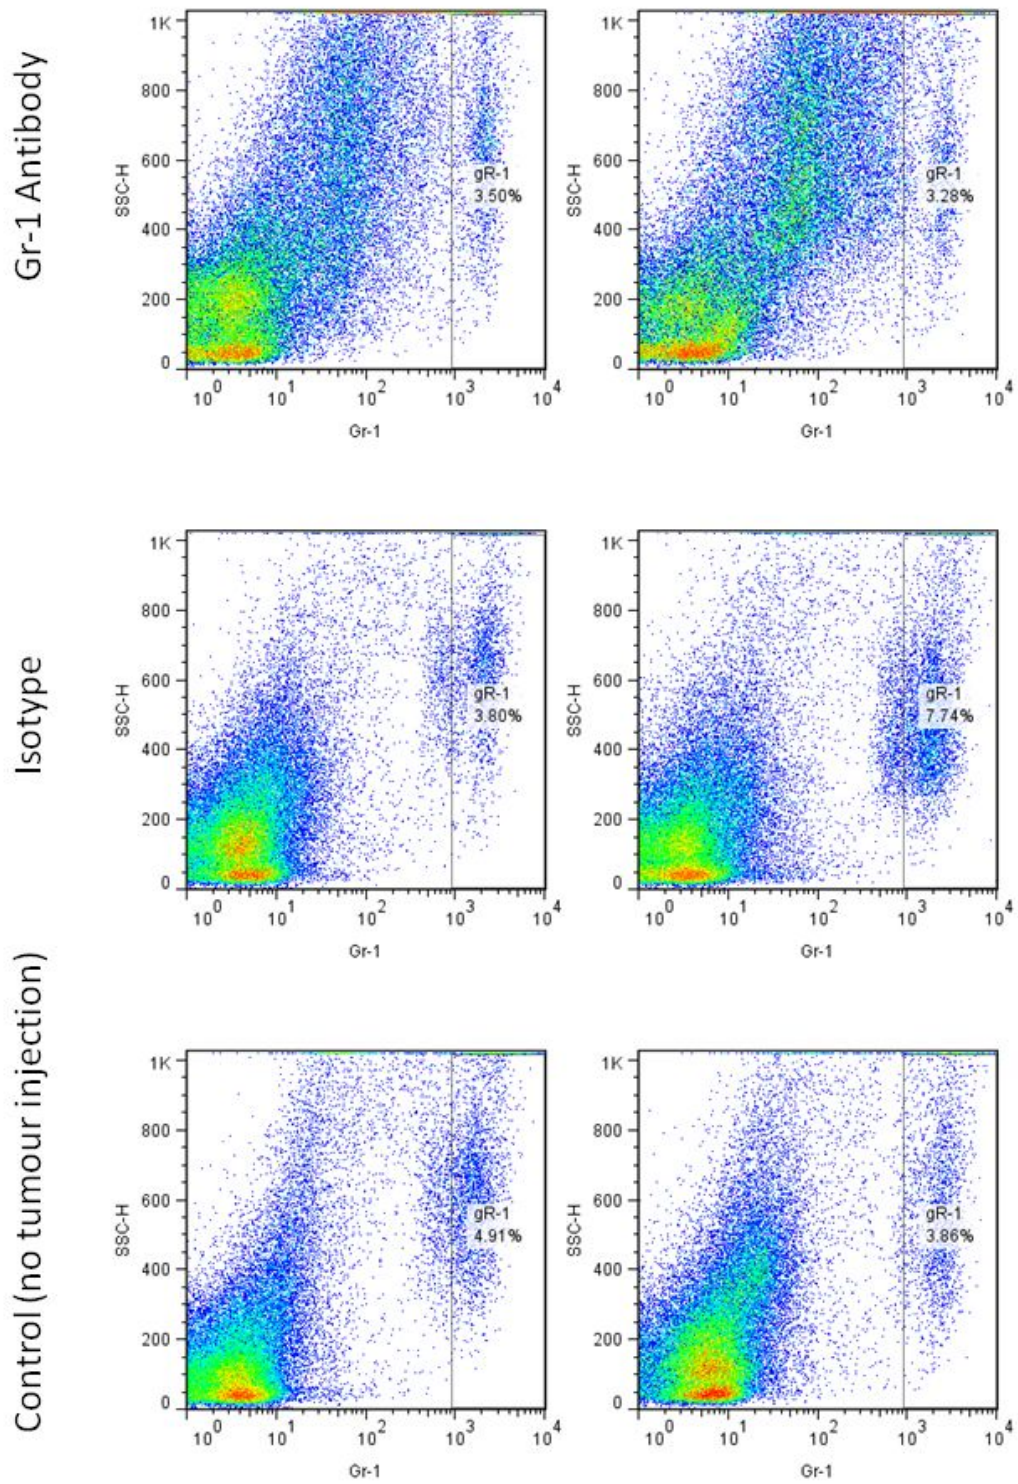 Gr-1 Antibody
1K
800
600
400
200
0
SSC-H
gR-1
3.50%
10^0 10^1 10^2 10^3 10^4
Gr-1
1K
800
600
400
200
0
SSC-H
gR-1
3.28%
10^0 10^1 10^2 10^3 10^4
Gr-1
Isotype
1K
800
600
400
200
0
SSC-H
gR-1
3.80%
10^0 10^1 10^2 10^3 10^4
Gr-1
1K
800
600
400
200
0
SSC-H
gR-1
7.74%
10^0 10^1 10^2 10^3 10^4
Gr-1
Control (no tumour injection)
1K
800
600
400
200
0
SSC-H
gR-1
4.91%
10^0 10^1 10^2 10^3 10^4
Gr-1
1K
800
600
400
200
0
SSC-H
gR-1
3.86%
10^0 10^1 10^2 10^3 10^4
Gr-1